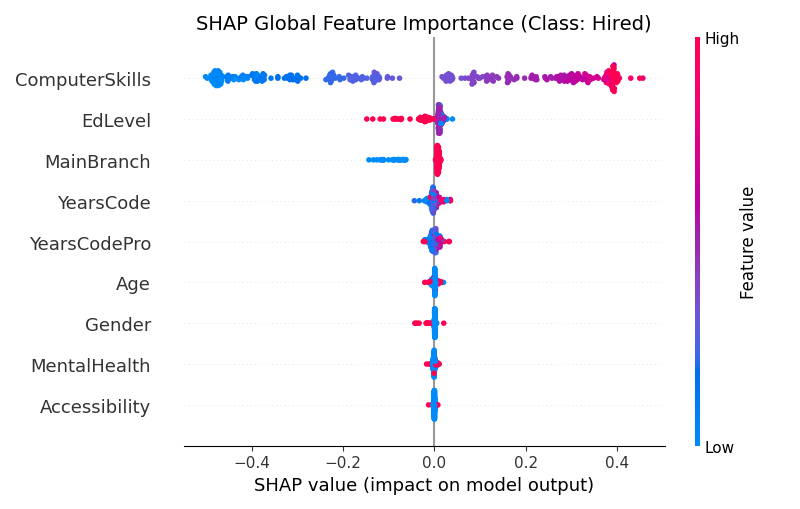 SHAP Global Feature Importance (Class: Hired)
High
ComputerSkills
EdLevel
MainBranch
YearsCode
YearsCodePro
Age
Gender
MentalHealth
Accessibility
Feature value
Low
−0.4 −0.2 0.0 0.2 0.4
SHAP value (impact on model output)